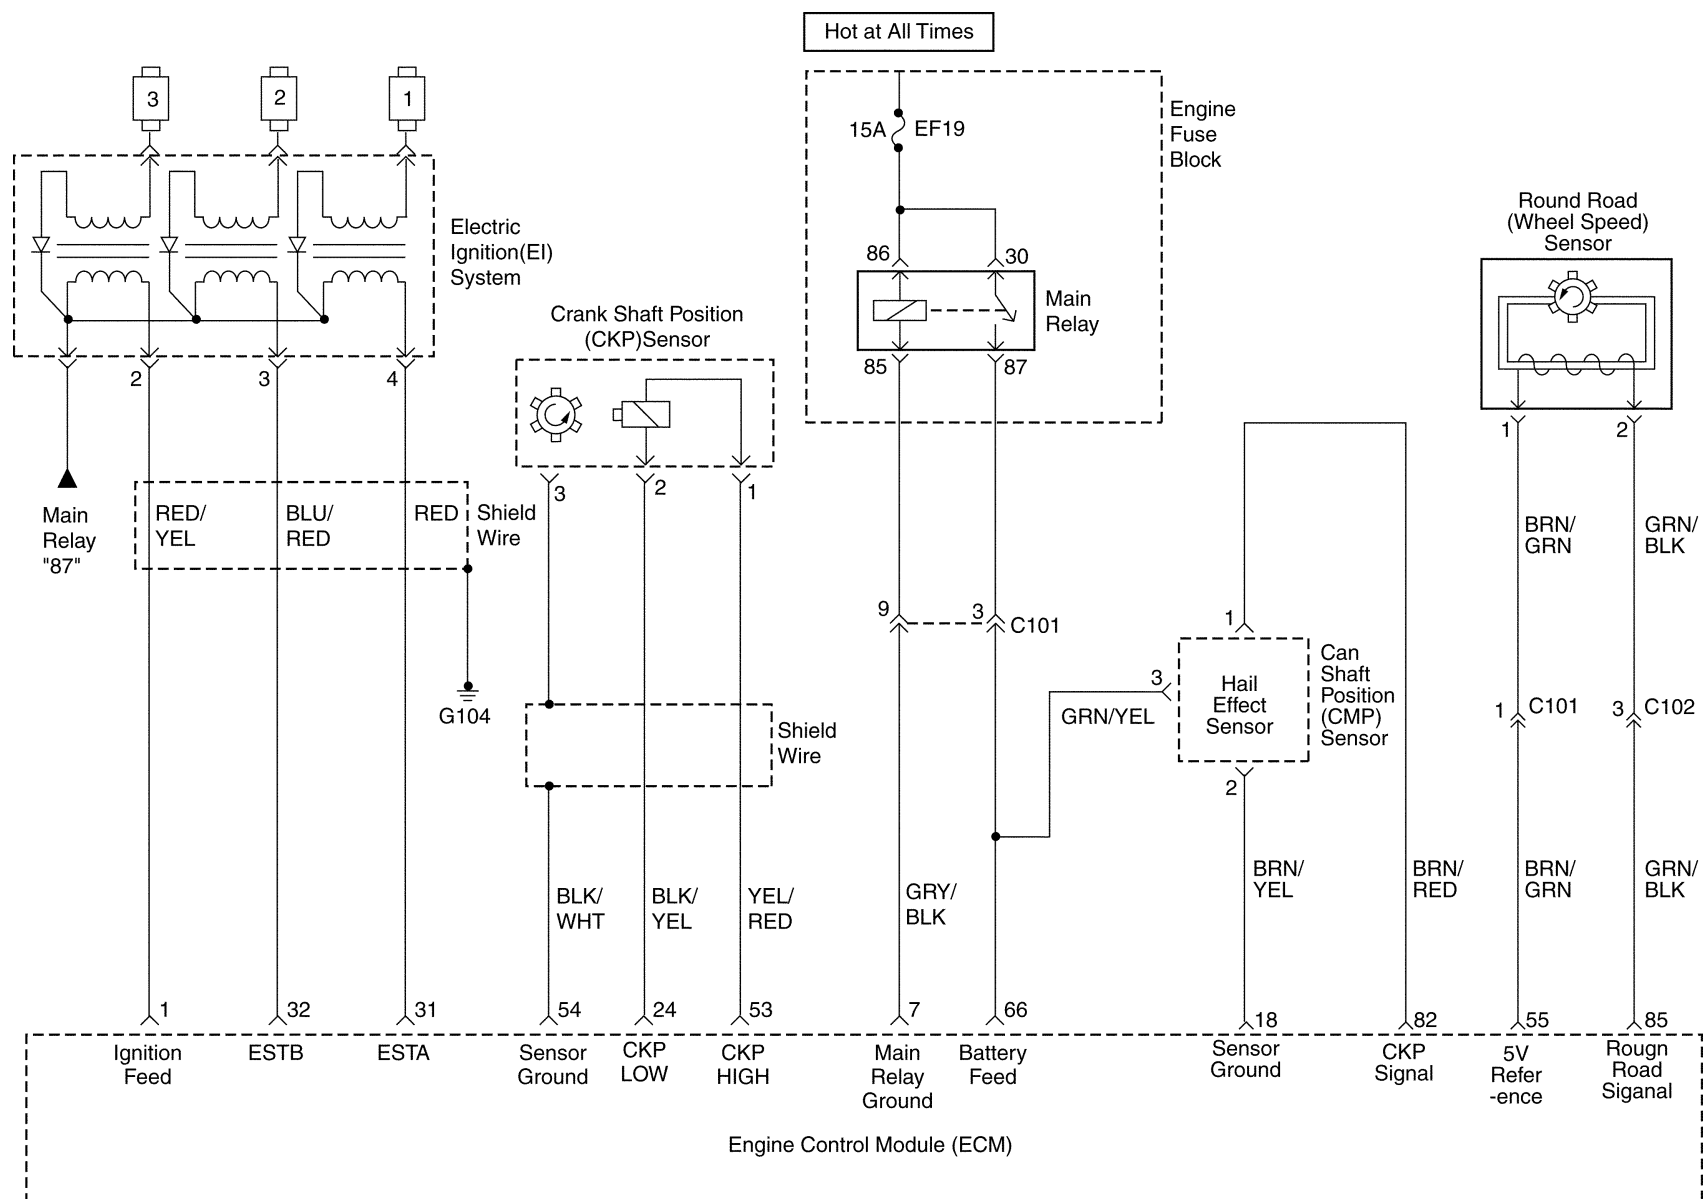 Hot at All Times
3
2
1
15A
EF19
Engine
Fuse
Block
Electric
Ignition(EI)
System
86
30
Main
Relay
85
87
Round Road
(Wheel Speed)
Sensor
1
2
Crank Shaft Position
(CKP)Sensor
2
3
4
3
2
1
Main
Relay
"87"
RED/
YEL
BLU/
RED
RED
Shield
Wire
G104
BRN/
GRN
GRN/
BLK
9
3
C101
1
Hail
Effect
Sensor
Can
Shaft
Position
(CMP)
Sensor
3
GRN/YEL
2
1
C101
3
C102
Shield
Wire
BLK/
WHT
BLK/
YEL
YEL/
RED
GRY/
BLK
BRN/
YEL
BRN/
RED
BRN/
GRN
GRN/
BLK
1
32
31
54
24
53
7
66
18
82
55
85
Ignition
Feed
ESTB
ESTA
Sensor
Ground
CKP
LOW
CKP
HIGH
Main
Relay
Ground
Battery
Feed
Sensor
Ground
CKP
Signal
5V
Refer
-ence
Rougn
Road
Siganal
Engine Control Module (ECM)